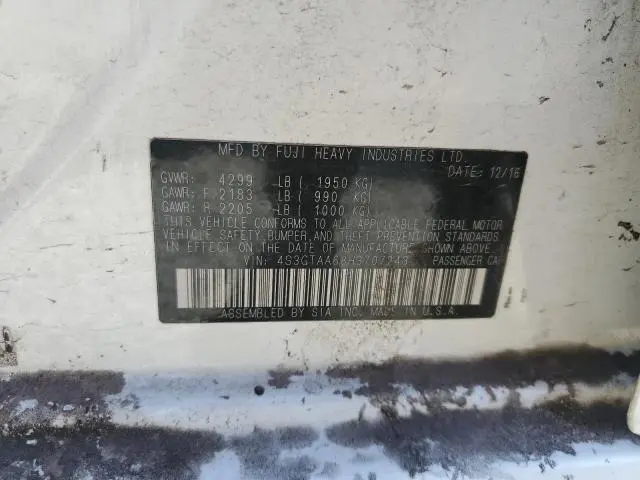 MFD BY FUJI HEAVY INDUSTRIES LTD.
DATE: 12/16
GVWR: 4299 LB ( 1950 KG)
GAWR: F 2183 LB ( 990 KG)
GAWR: R 2205 LB ( 1000 KG)
THIS VEHICLE CONFORMS TO ALL APPLICABLE FEDERAL MOTOR
VEHICLE SAFETY, BUMPER, AND THEFT PREVENTION STANDARDS
IN EFFECT ON THE DATE OF MANUFACTURE SHOWN ABOVE.
VIN: 4S3GTAA68H3707243 PASSENGER CAR
ASSEMBLED BY SIA INC. MADE IN U.S.A.